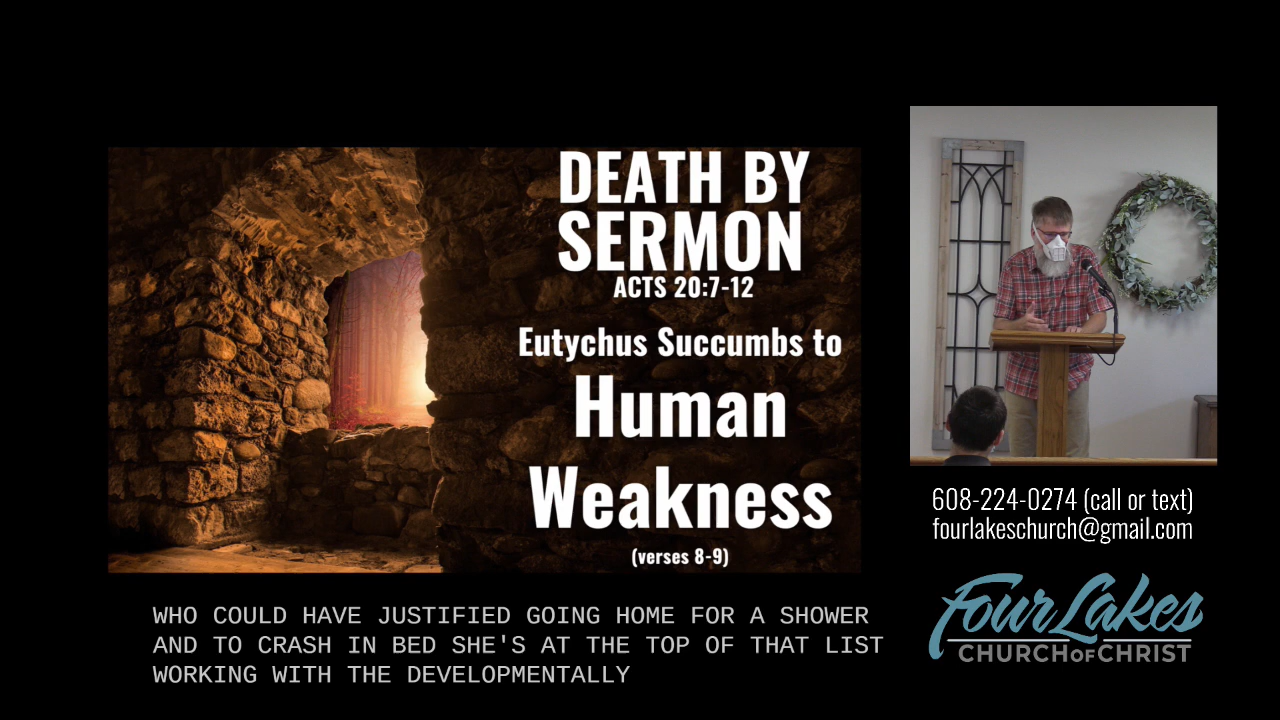 DEATH BY
SERMON
ACTS 20:7-12
Eutychus Succumbs to
Human
Weakness
(verses 8-9)
608-224-0274 (call or text)
fourlakeschurch@gmail.com
Four Lakes
CHURCH OF CHRIST
WHO COULD HAVE JUSTIFIED GOING HOME FOR A SHOWER
AND TO CRASH IN BED SHE'S AT THE TOP OF THAT LIST
WORKING WITH THE DEVELOPMENTALLY